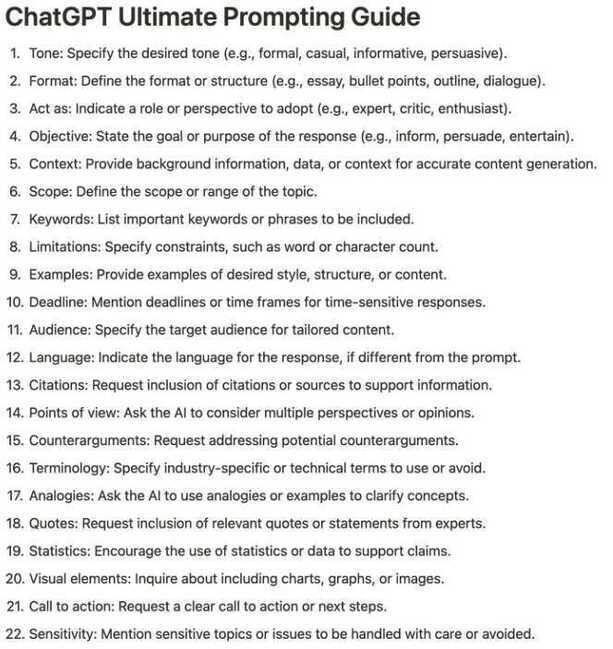 ChatGPT Ultimate Prompting Guide
1. Tone: Specify the desired tone (e.g., formal, casual, informative, persuasive).
2. Format: Define the format or structure (e.g., essay, bullet points, outline, dialogue).
3. Act as: Indicate a role or perspective to adopt (e.g., expert, critic, enthusiast).
4. Objective: State the goal or purpose of the response (e.g., inform, persuade, entertain).
5. Context: Provide background information, data, or context for accurate content generation.
6. Scope: Define the scope or range of the topic.
7. Keywords: List important keywords or phrases to be included.
8. Limitations: Specify constraints, such as word or character count.
9. Examples: Provide examples of desired style, structure, or content.
10. Deadline: Mention deadlines or time frames for time-sensitive responses.
11. Audience: Specify the target audience for tailored content.
12. Language: Indicate the language for the response, if different from the prompt.
13. Citations: Request inclusion of citations or sources to support information.
14. Points of view: Ask the AI to consider multiple perspectives or opinions.
15. Counterarguments: Request addressing potential counterarguments.
16. Terminology: Specify industry-specific or technical terms to use or avoid.
17. Analogies: Ask the AI to use analogies or examples to clarify concepts.
18. Quotes: Request inclusion of relevant quotes or statements from experts.
19. Statistics: Encourage the use of statistics or data to support claims.
20. Visual elements: Inquire about including charts, graphs, or images.
21. Call to action: Request a clear call to action or next steps.
22. Sensitivity: Mention sensitive topics or issues to be handled with care or avoided.